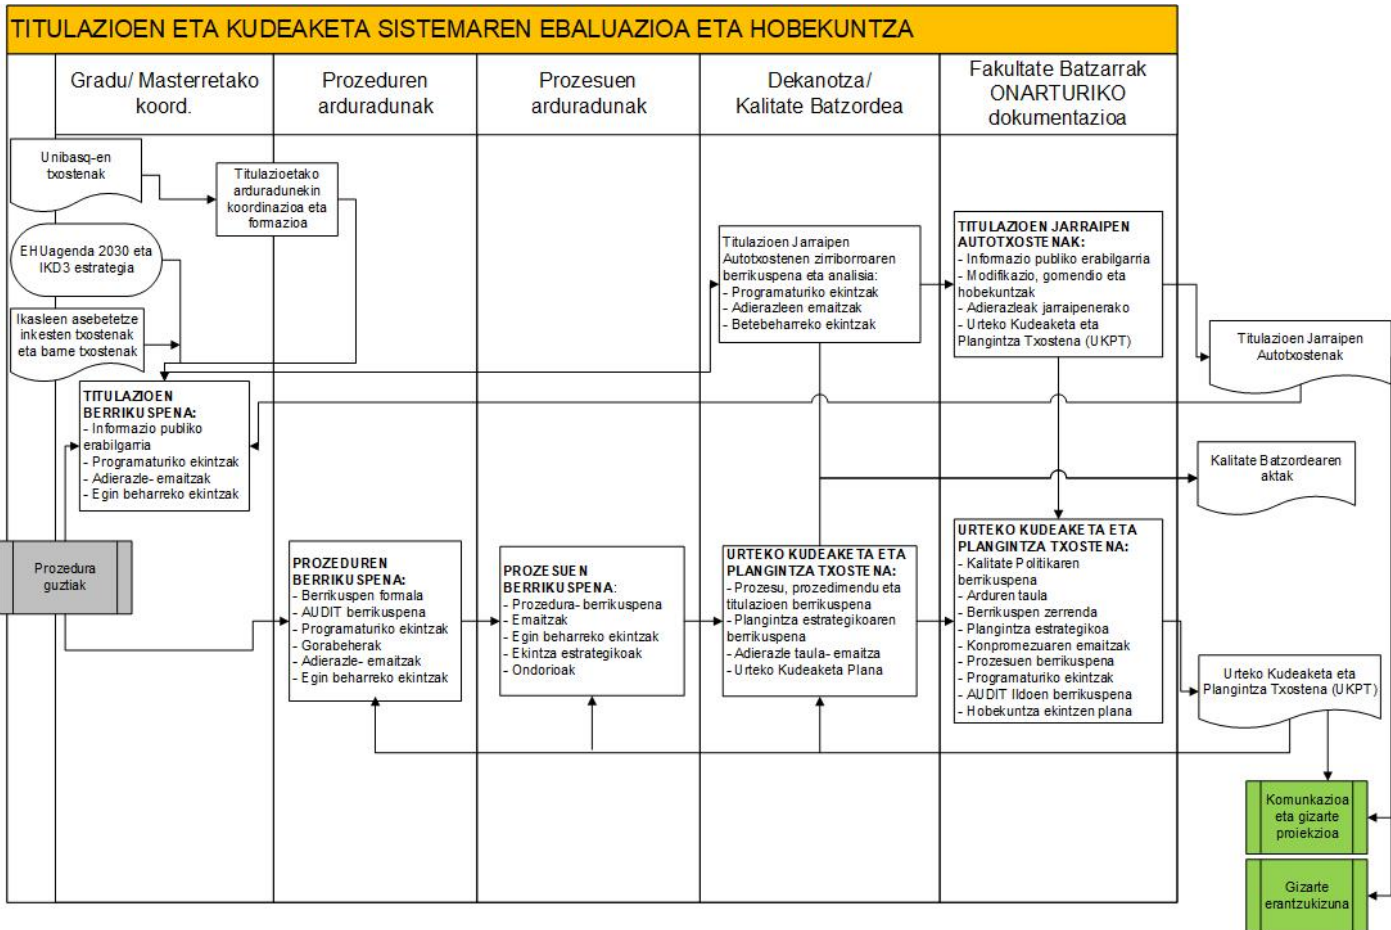 TITULAZIOEN ETA KUDEAKETA SISTEMAREN EBALUAZIOA ETA HOBEKUNTZA
Gradu/ Masterretako
koord.
Prozeduren
arduradunak
Prozesuen
arduradunak
Dekanotza/
Kalitate Batzordea
Fakultate Batzarrak
ONARTURIKO
dokumentazioa
Unibasq-en
txostenak
Titulazioetako
arduradunekin
koordinazioa eta
formazioa
EHUagenda 2030 eta
IKD3 estrategia
Ikasleen asebetetze
inkesten txostenak
eta barne txostenak
TITULAZIOEN
BERRIKUSPENA:
- Informazio publiko
erabilgarria
- Programaturiko ekintzak
- Adierazle- emaitzak
- Egin beharreko ekintzak
Titulazioen Jarraipen
Autotxostenen zirriborroaren
berrikuspena eta analisia:
- Programaturiko ekintzak
- Adierazleen emaitzak
- Betebeharreko ekintzak
TITULAZIOEN JARRAIPEN
AUTOTXOSTENAK:
- Informazio publiko erabilgarria
- Modifikazio, gomendio eta
hobekuntzak
- Adierazleak jarraipenerako
- Urteko Kudeaketa eta
Plangintza Txostena (UKPT)
Titulazioen Jarraipen
Autotxostenak
Kalitate Batzordearen
aktak
Prozedura
guztiak
PROZEDUREN
BERRIKUSPENA:
- Berrikuspen formala
- AUDIT berrikuspena
- Programaturiko ekintzak
- Gorabeherak
- Adierazle- emaitzak
- Egin beharreko ekintzak
PROZESUEN
BERRIKUSPENA:
- Prozedura- berrikuspena
- Emaitzak
- Egin beharreko ekintzak
- Ekintza estrategikoak
- Ondorioak
URTEKO KUDEAKETA ETA
PLANGINTZA TXOSTENA:
- Prozesu, prozedimendu eta
titulazioen berrikuspena
- Plangintza estrategikoaren
berrikuspena
- Adierazle taula- emaitza
- Urteko Kudeaketa Plana
URTEKO KUDEAKETA ETA
PLANGINTZA TXOSTENA:
- Kalitate Politikaren
berrikuspena
- Arduren taula
- Berrikuspen zerrenda
- Plangintza estrategikoa
- Konpromezuaren emaitzak
- Prozesuen berrikuspena
- Programaturiko ekintzak
- AUDIT Ildoen berrikuspena
- Hobekuntza ekintzen plana
Urteko Kudeaketa eta
Plangintza Txostena (UKPT)
Komunkazioa
eta gizarte
proiekzioa
Gizarte
erantzukizuna